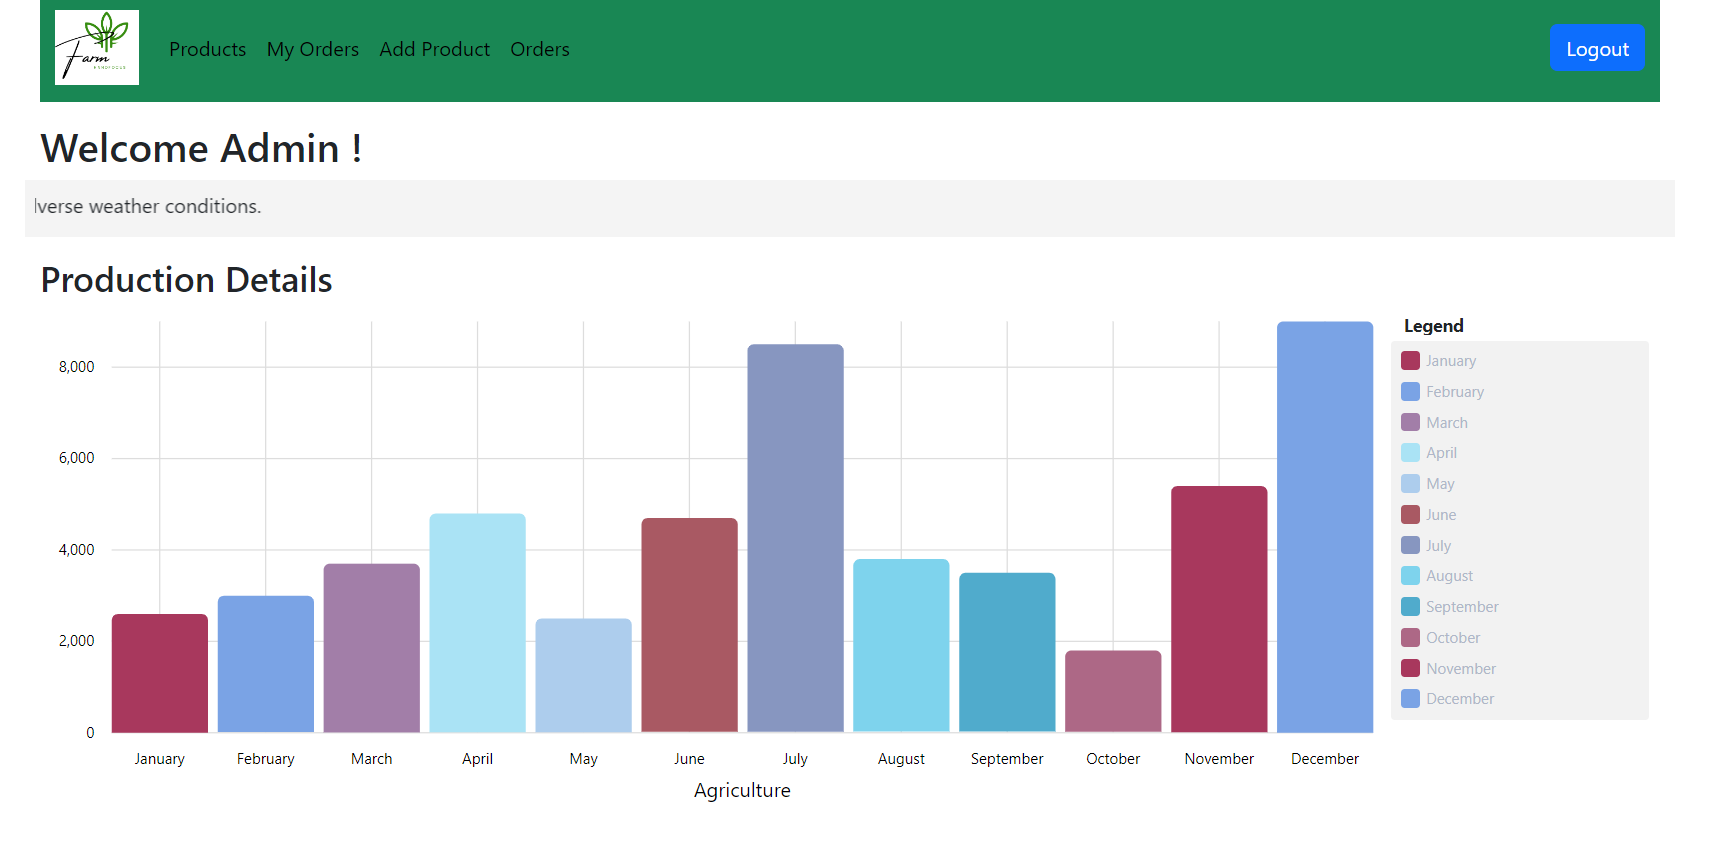 Farm
Products My Orders Add Product Orders Logout
Welcome Admin !
verse weather conditions.
Production Details
Legend
January
February
March
April
May
June
July
August
September
October
November
December
8,000
6,000
4,000
2,000
0
January February March April May June July August September October November December
Agriculture